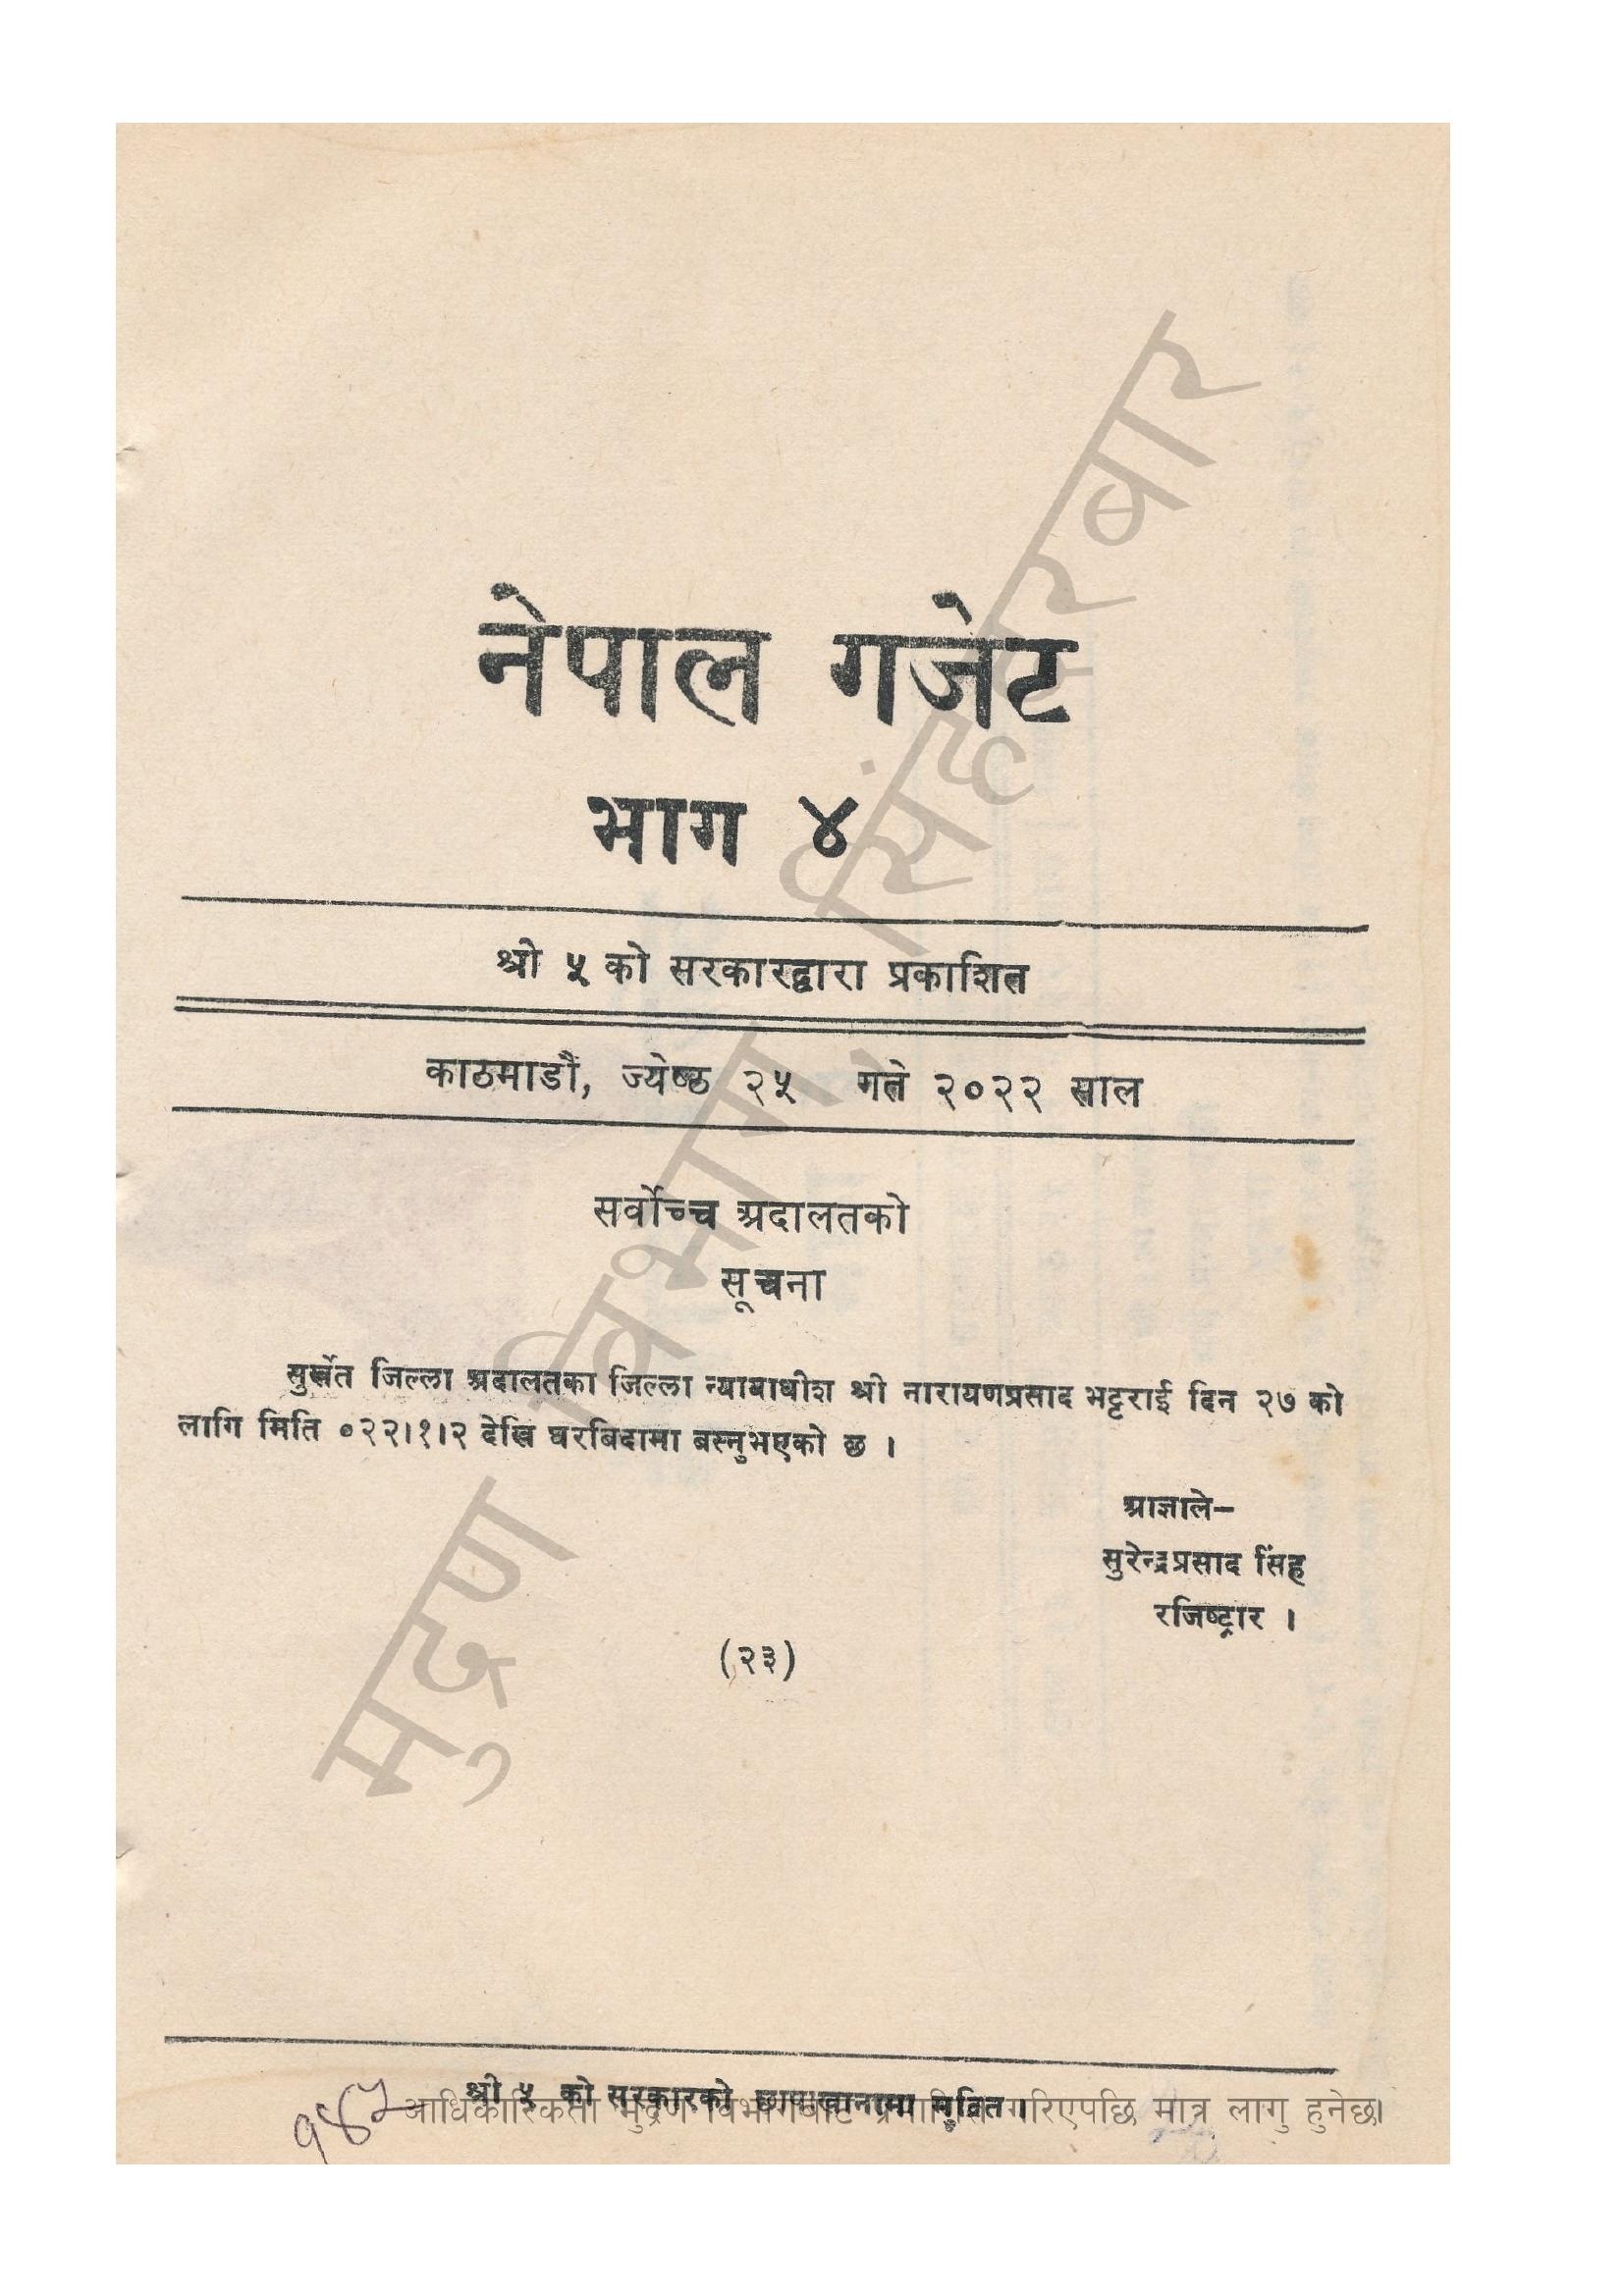 नेपाल गजेट
भाग ४
श्री ५ को सरकारद्वारा प्रकाशित
काठमाडौं, ज्येष्ठ २५ गते २०२२ साल
सर्वोच्च अदालतको
सूचना
सुर्खेत जिल्ला अदालतका जिल्ला न्यायाधीश श्री नारायणप्रसाद भट्टराई दिन २७ को
लागि मिति ०२२।१।२ देखि घरबिदामा बस्नुभएको छ ।
आज्ञाले–
सुरेन्द्रप्रसाद सिंह
रजिष्ट्रार ।
(२३)
श्री ५ को सरकारको छापाखानामा मुद्रित ।
आधिकारिकता मुद्रण विभागबाट प्रमाणित गरिएपछि मात्र लागु हुनेछ।
मुद्रण विभाग, सिंहदरबार